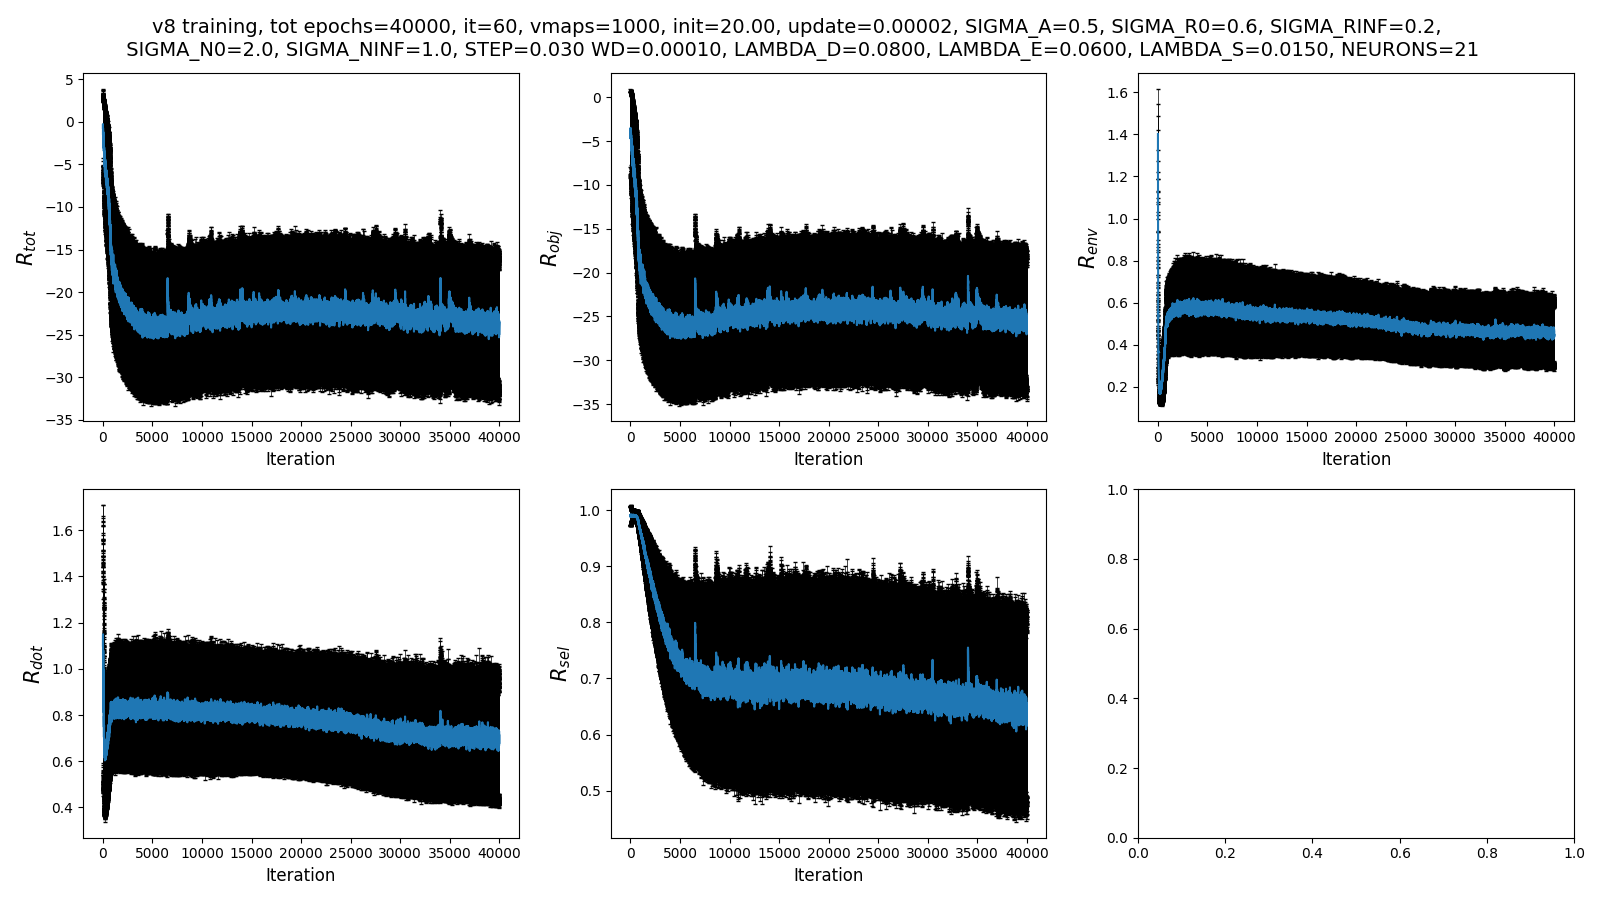 v8 training, tot epochs=40000, it=60, vmaps=1000, init=20.00, update=0.00002, SIGMA_A=0.5, SIGMA_R0=0.6, SIGMA_RINF=0.2,
SIGMA_N0=2.0, SIGMA_NINF=1.0, STEP=0.030 WD=0.00010, LAMBDA_D=0.0800, LAMBDA_E=0.0600, LAMBDA_S=0.0150, NEURONS=21
R_tot
5
0
−5
−10
−15
−20
−25
−30
−35
0 5000 10000 15000 20000 25000 30000 35000 40000
Iteration
R_obj
0
−5
−10
−15
−20
−25
−30
−35
0 5000 10000 15000 20000 25000 30000 35000 40000
Iteration
R_env
1.6
1.4
1.2
1.0
0.8
0.6
0.4
0.2
0 5000 10000 15000 20000 25000 30000 35000 40000
Iteration
R_dot
1.6
1.4
1.2
1.0
0.8
0.6
0.4
0 5000 10000 15000 20000 25000 30000 35000 40000
Iteration
R_sel
1.0
0.9
0.8
0.7
0.6
0.5
0 5000 10000 15000 20000 25000 30000 35000 40000
Iteration
1.0
0.8
0.6
0.4
0.2
0.0
0.0 0.2 0.4 0.6 0.8 1.0